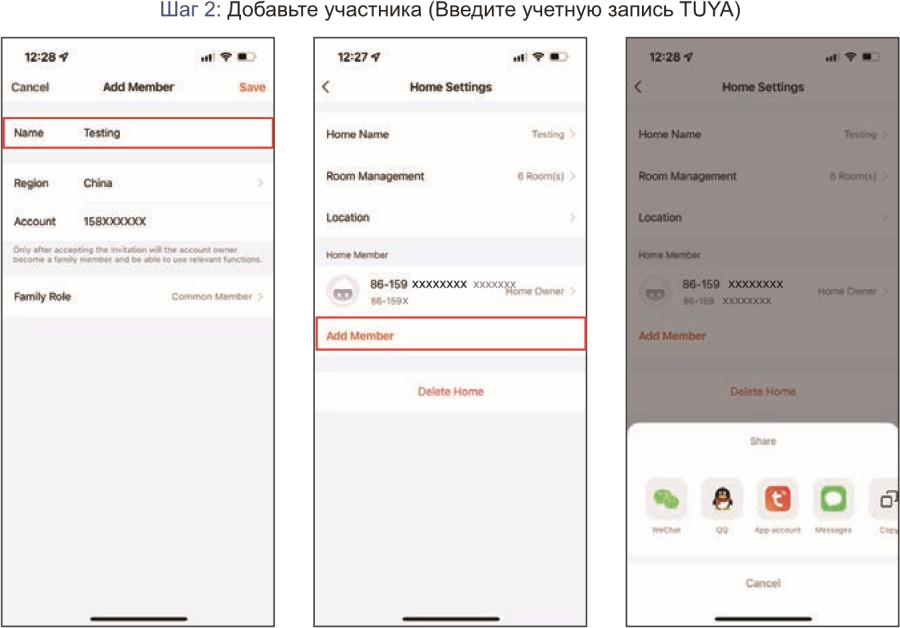 Шаг 2: Добавьте участника (Введите учетную запись TUYA)
12:28
Cancel Add Member Save
Name Testing
Region China
Account 158XXXXXX
Only after accepting the invitation will the account owner
become a family member and be able to use relevant functions.
Family Role Common Member
12:27
Home Settings
Home Name Testing
Room Management 6 Room(s)
Location
Home Member
86-159 XXXXXXXX XXXXXXX
Home Owner
86-159X
Add Member
Delete Home
12:28
Home Settings
Home Name Testing
Room Management 6 Room(s)
Location
Home Member
86-159 XXXXXXXX
Home Owner
86-159 XXXXXXXX
Add Member
Delete Home
Share
WeChat QQ App account Messages Copy
Cancel